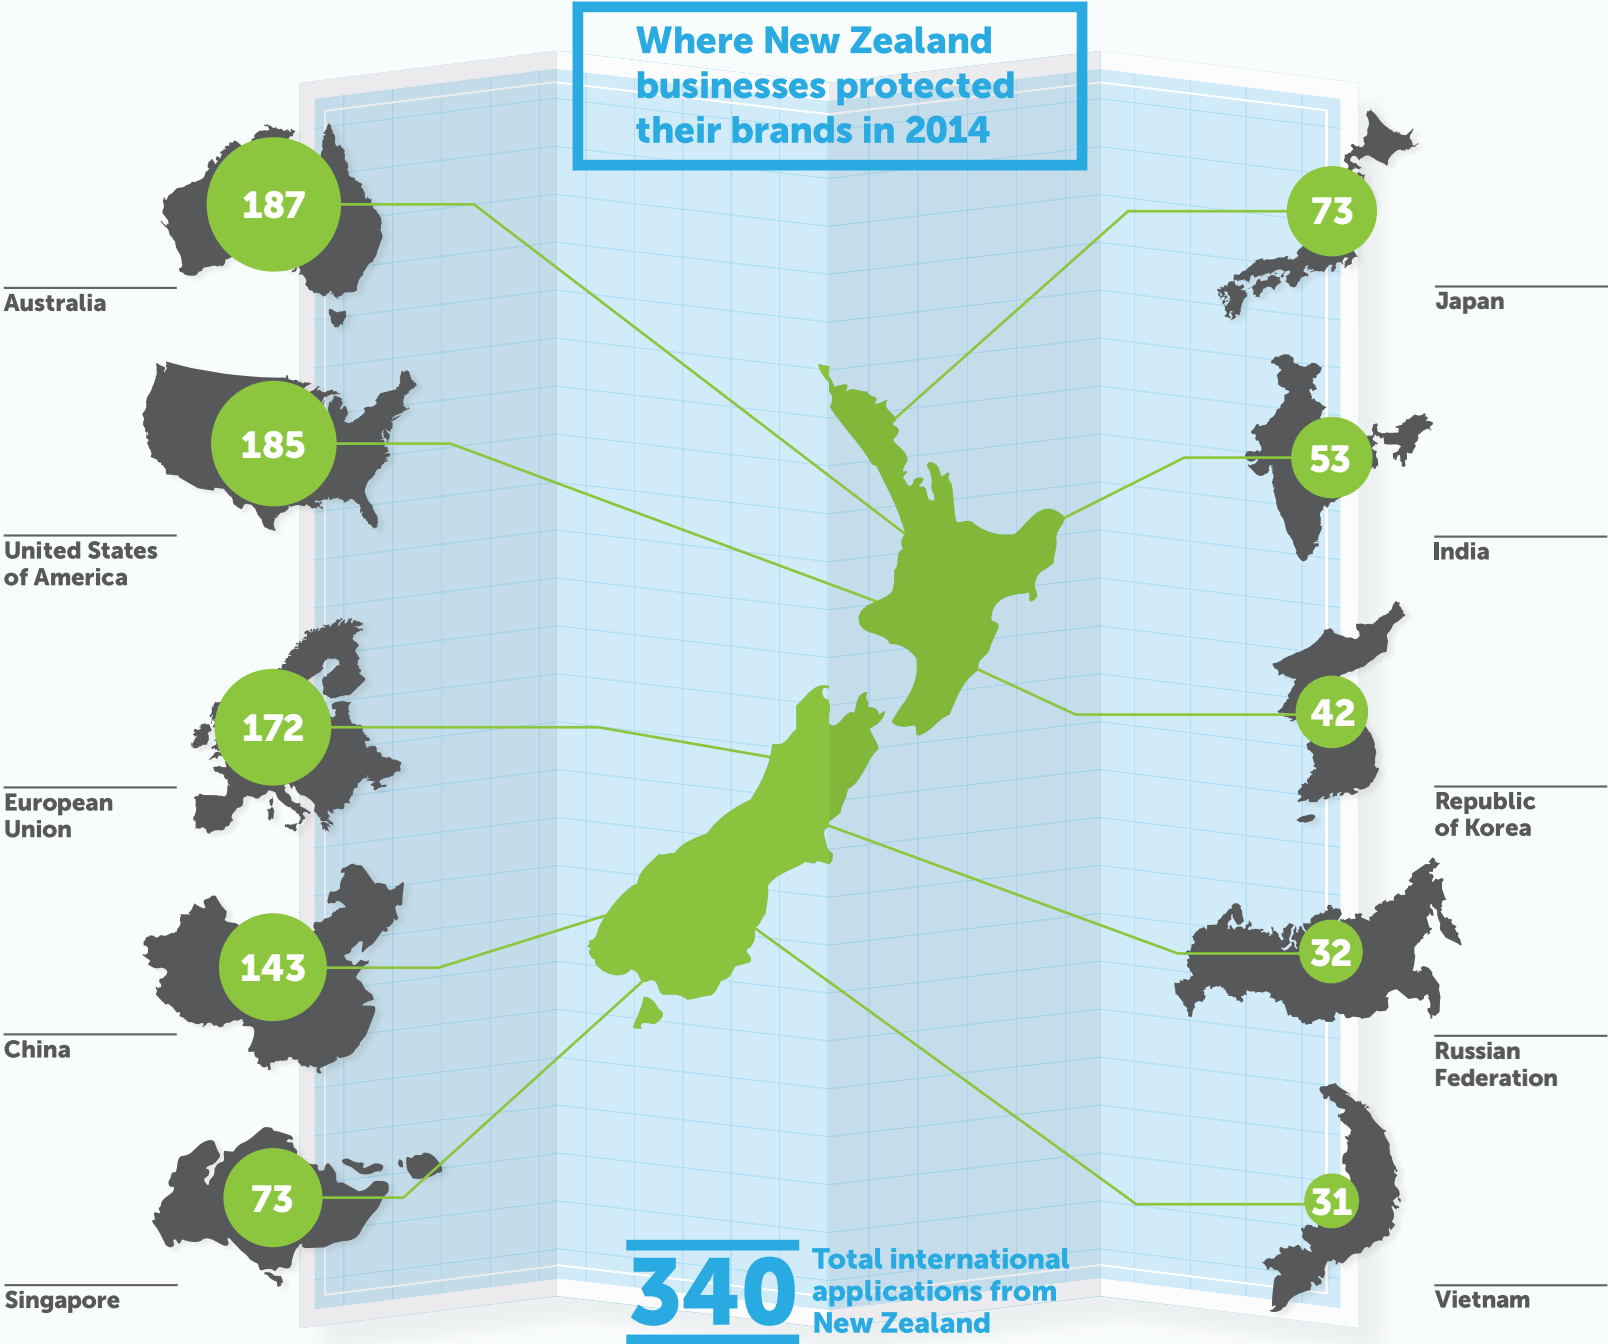 Where New Zealand
businesses protected
their brands in 2014
187
Australia
185
United States
of America
172
European
Union
143
China
73
Singapore
73
Japan
53
India
42
Republic
of Korea
32
Russian
Federation
31
Vietnam
340
Total international
applications from
New Zealand